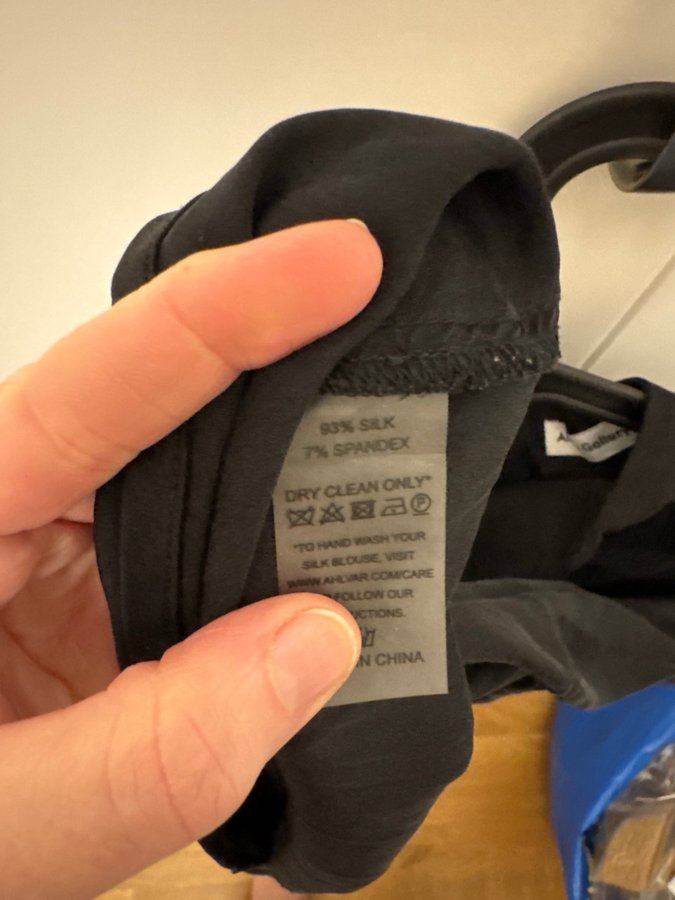 93% SILK
7% SPANDEX
DRY CLEAN ONLY*
P
*TO HAND WASH YOUR
SILK BLOUSE, VISIT
WWW.AHLVAR.COM/CARE
FOLLOW OUR
UCTIONS.
IN CHINA
Gallery